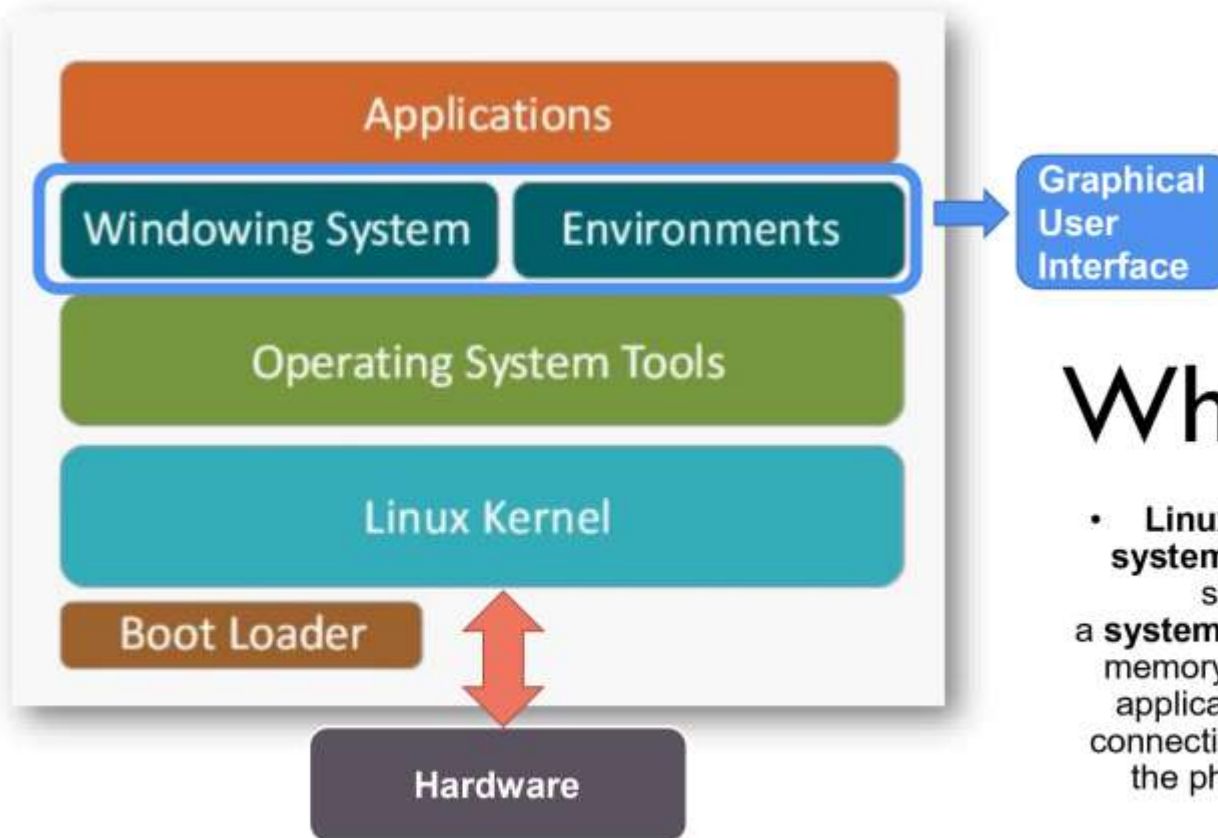 Applications
Windowing System
Environments
Graphical
User
Interface
Operating System Tools
Linux Kernel
Boot Loader
Hardware
Wh
• Linux
system
s
a system
memory
applica
connecti
the ph